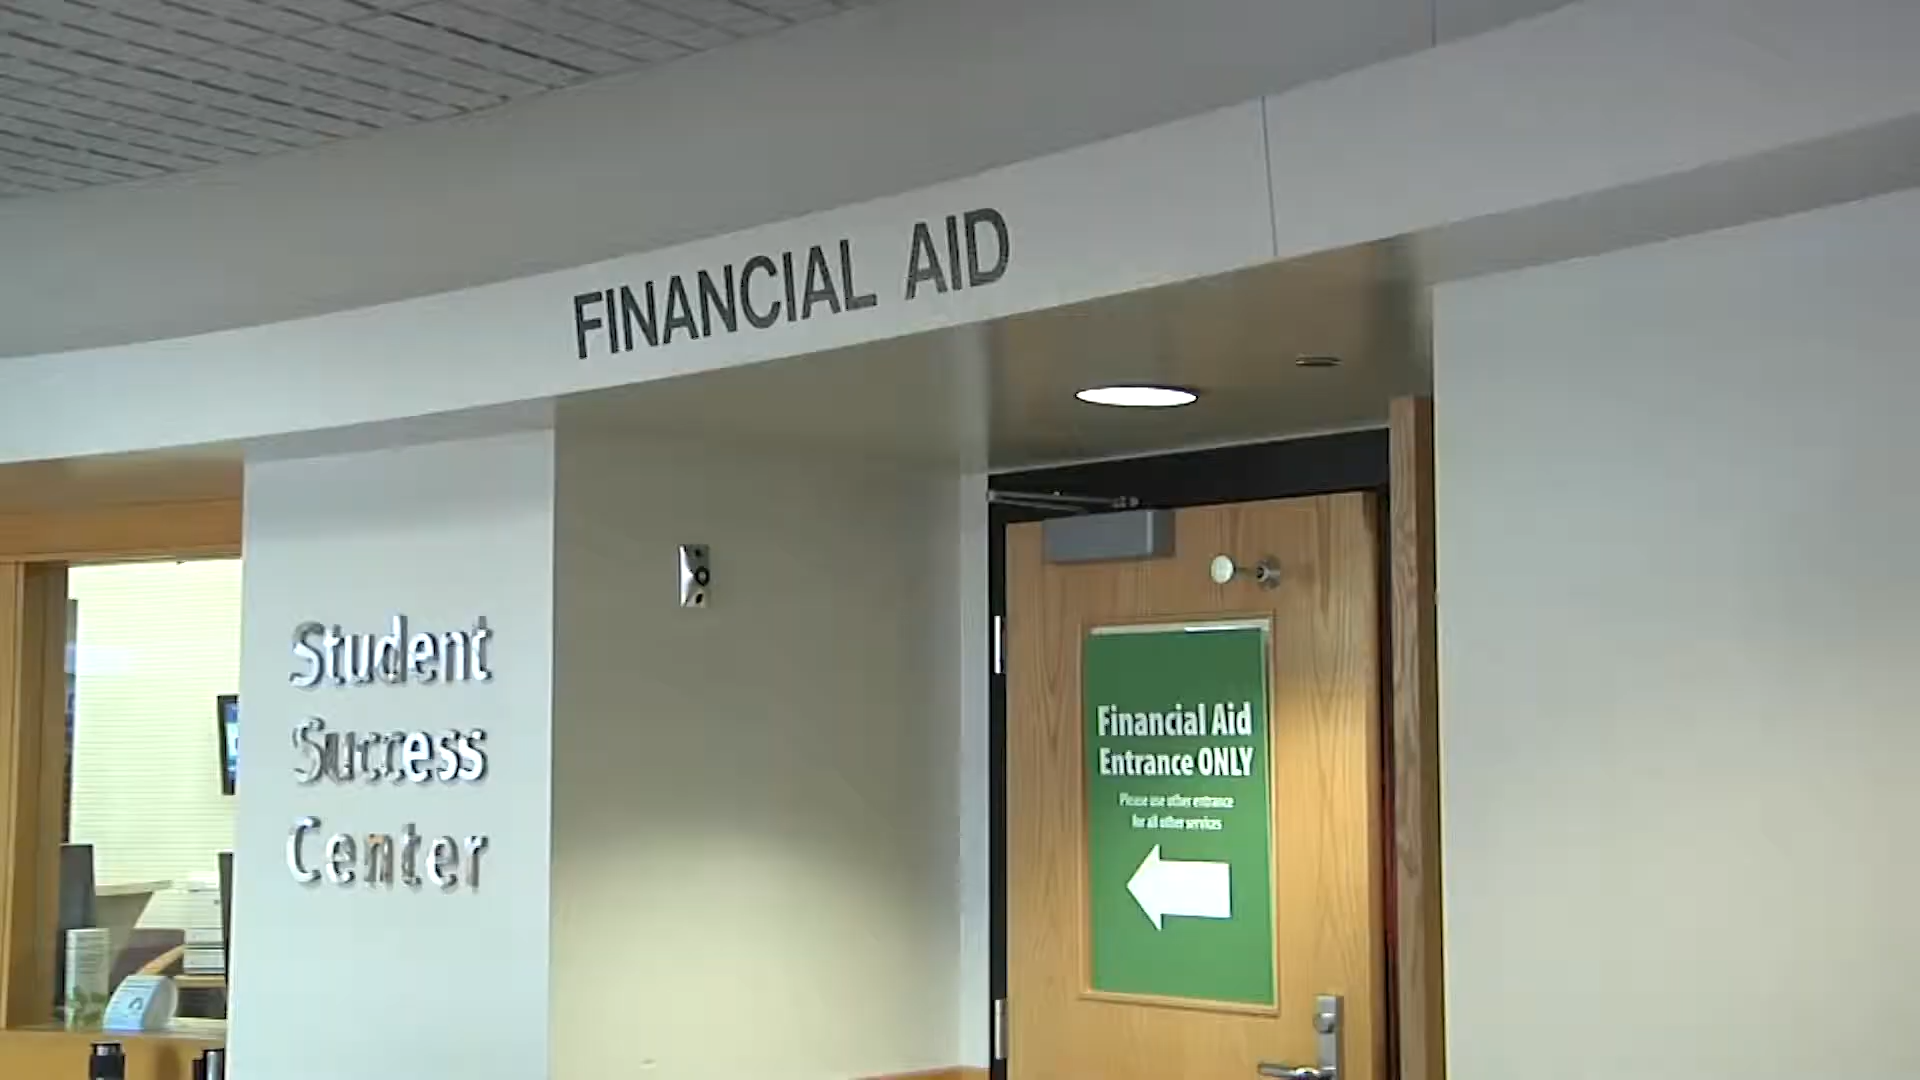 FINANCIAL AID
Student
Success
Center
Financial Aid
Entrance ONLY
Please use other entrance
for all other services